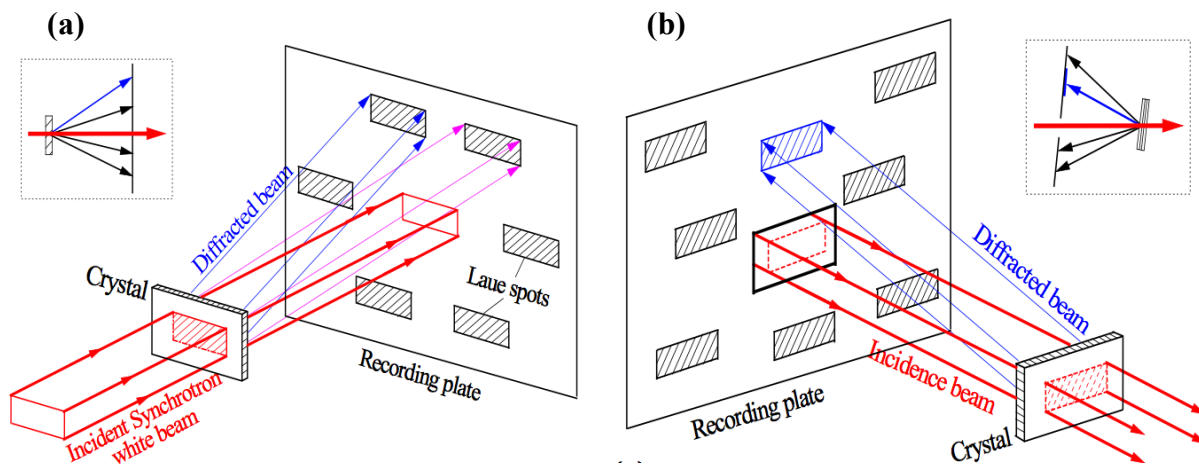 (a)
Diffracted beam
Crystal
Laue spots
Recording plate
Incident Synchrotron
white beam
(b)
Diffracted beam
Incidence beam
Recording plate
Crystal